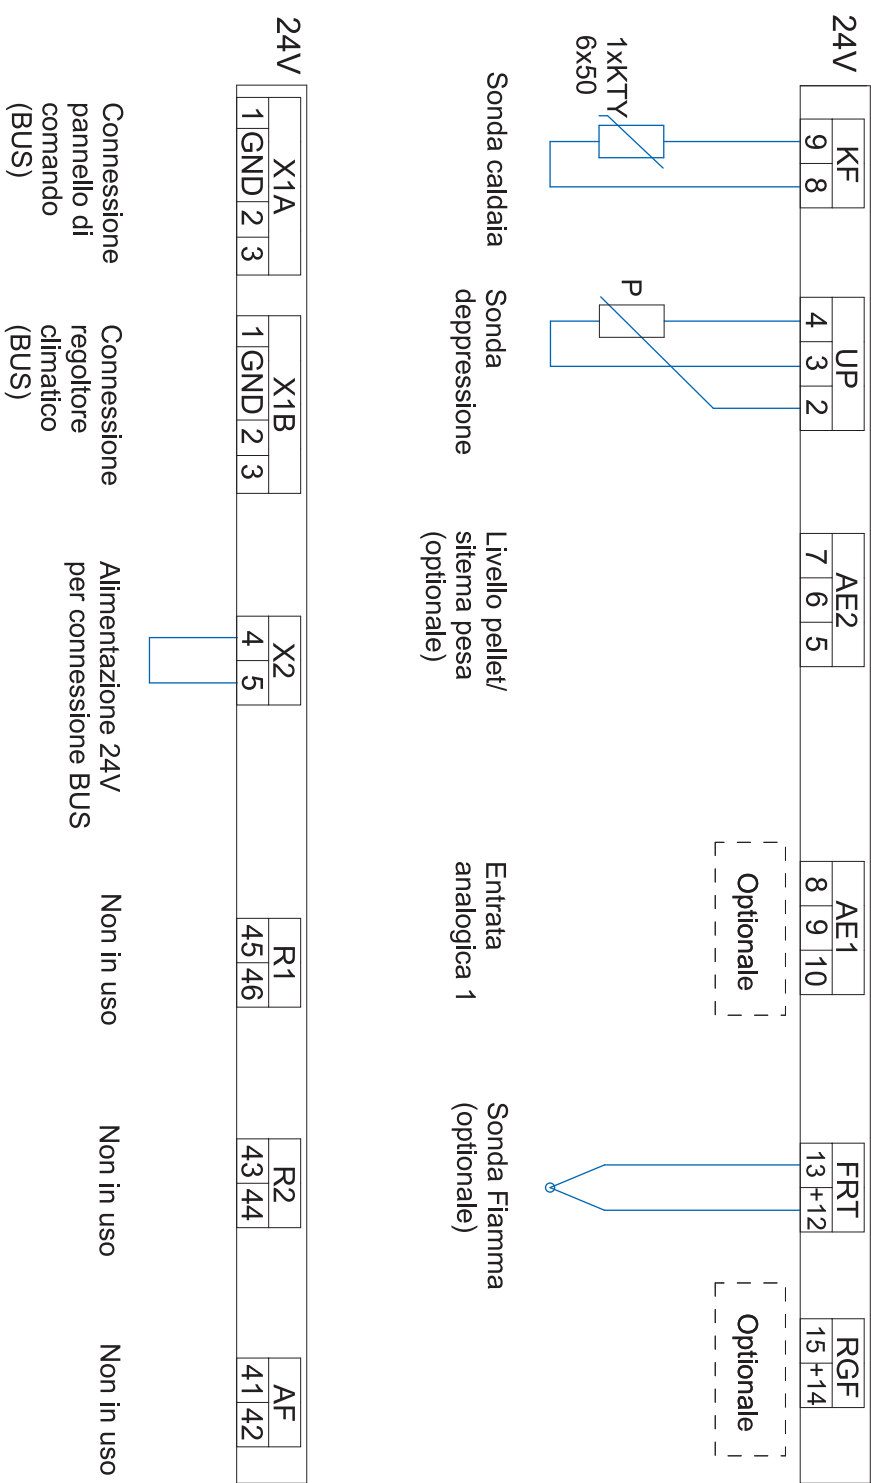 24V
KF
9 8
UP
4 3 2
AE2
7 6 5
AE1
8 9 10
FRT
13 +12
RGF
15 +14
1xKTY
6x50
P
Optionale
Optionale
Sonda caldaia
Sonda
deppressione
Livello pellet/
sitema pesa
(optionale)
Entrata
analogica 1
Sonda Fiamma
(optionale)
24V
X1A
1 GND 2 3
X1B
1 GND 2 3
X2
4 5
R1
45 46
R2
43 44
AF
41 42
Connessione
pannello di
comando
(BUS)
Connessione
regoltore
climatico
(BUS)
Alimentazione 24V
per connessione BUS
Non in uso
Non in uso
Non in uso